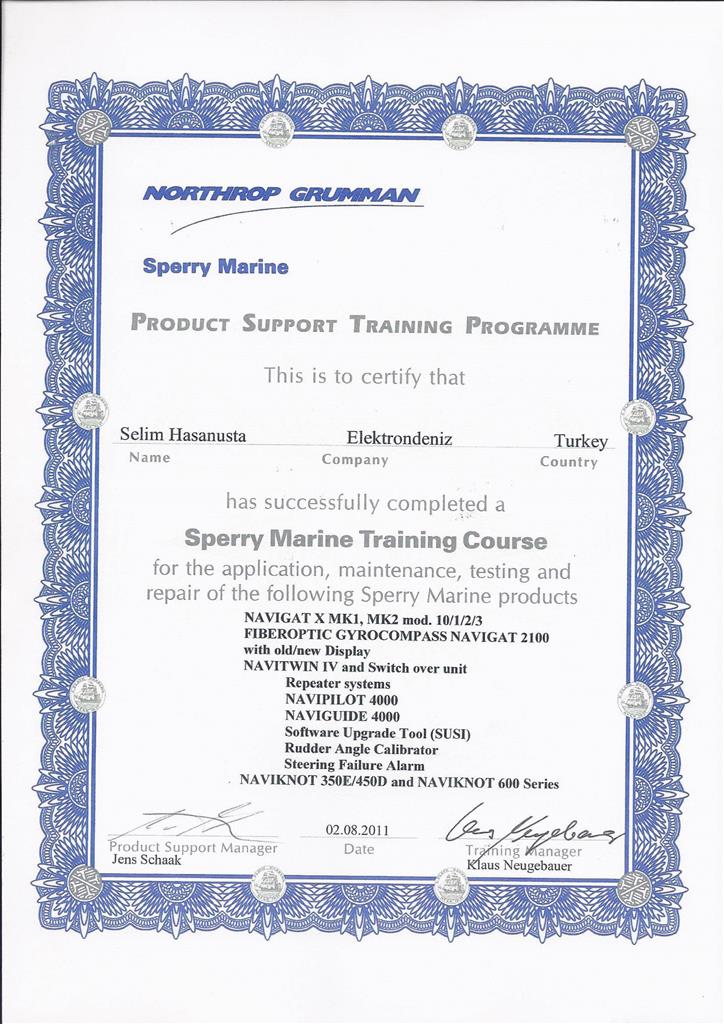 NORTHROP GRUMMAN
Sperry Marine
PRODUCT SUPPORT TRAINING PROGRAMME
This is to certify that
Selim Hasanusta Elektrondeniz Turkey
Name Company Country
has successfully completed a
Sperry Marine Training Course
for the application, maintenance, testing and
repair of the following Sperry Marine products
NAVIGAT X MK1, MK2 mod. 10/1/2/3
FIBEROPTIC GYROCOMPASS NAVIGAT 2100
with old/new Display
NAVITWIN IV and Switch over unit
Repeater systems
NAVIPILOT 4000
NAVIGUIDE 4000
Software Upgrade Tool (SUSI)
Rudder Angle Calibrator
Steering Failure Alarm
NAVIKNOT 350E/450D and NAVIKNOT 600 Series
02.08.2011
Product Support Manager Date Training Manager
Jens Schaak Klaus Neugebauer